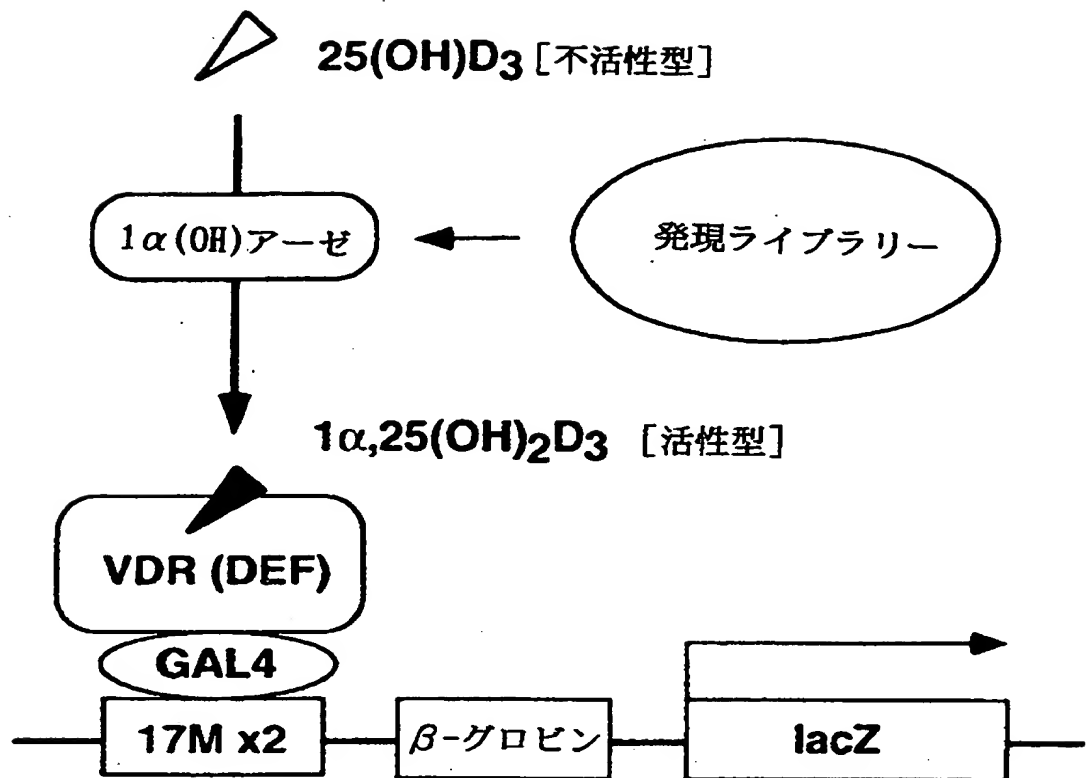 25(OH)D3 [不活性型]
1α(OH)アーゼ
発現ライブラリー
1α,25(OH)2D3 [活性型]
VDR (DEF)
GAL4
17M x2
β-グロビン
lacZ